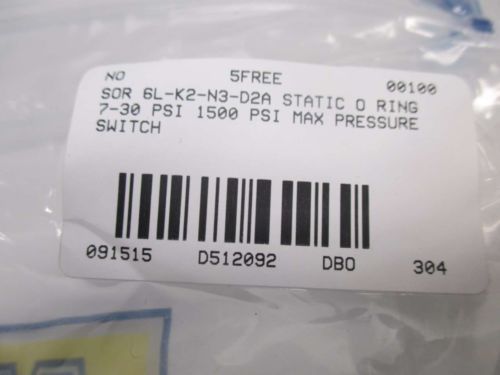 NO 5FREE 00100
SOR 6L-K2-N3-D2A STATIC O RING
7-30 PSI 1500 PSI MAX PRESSURE
SWITCH
091515 D512092 DBO 304